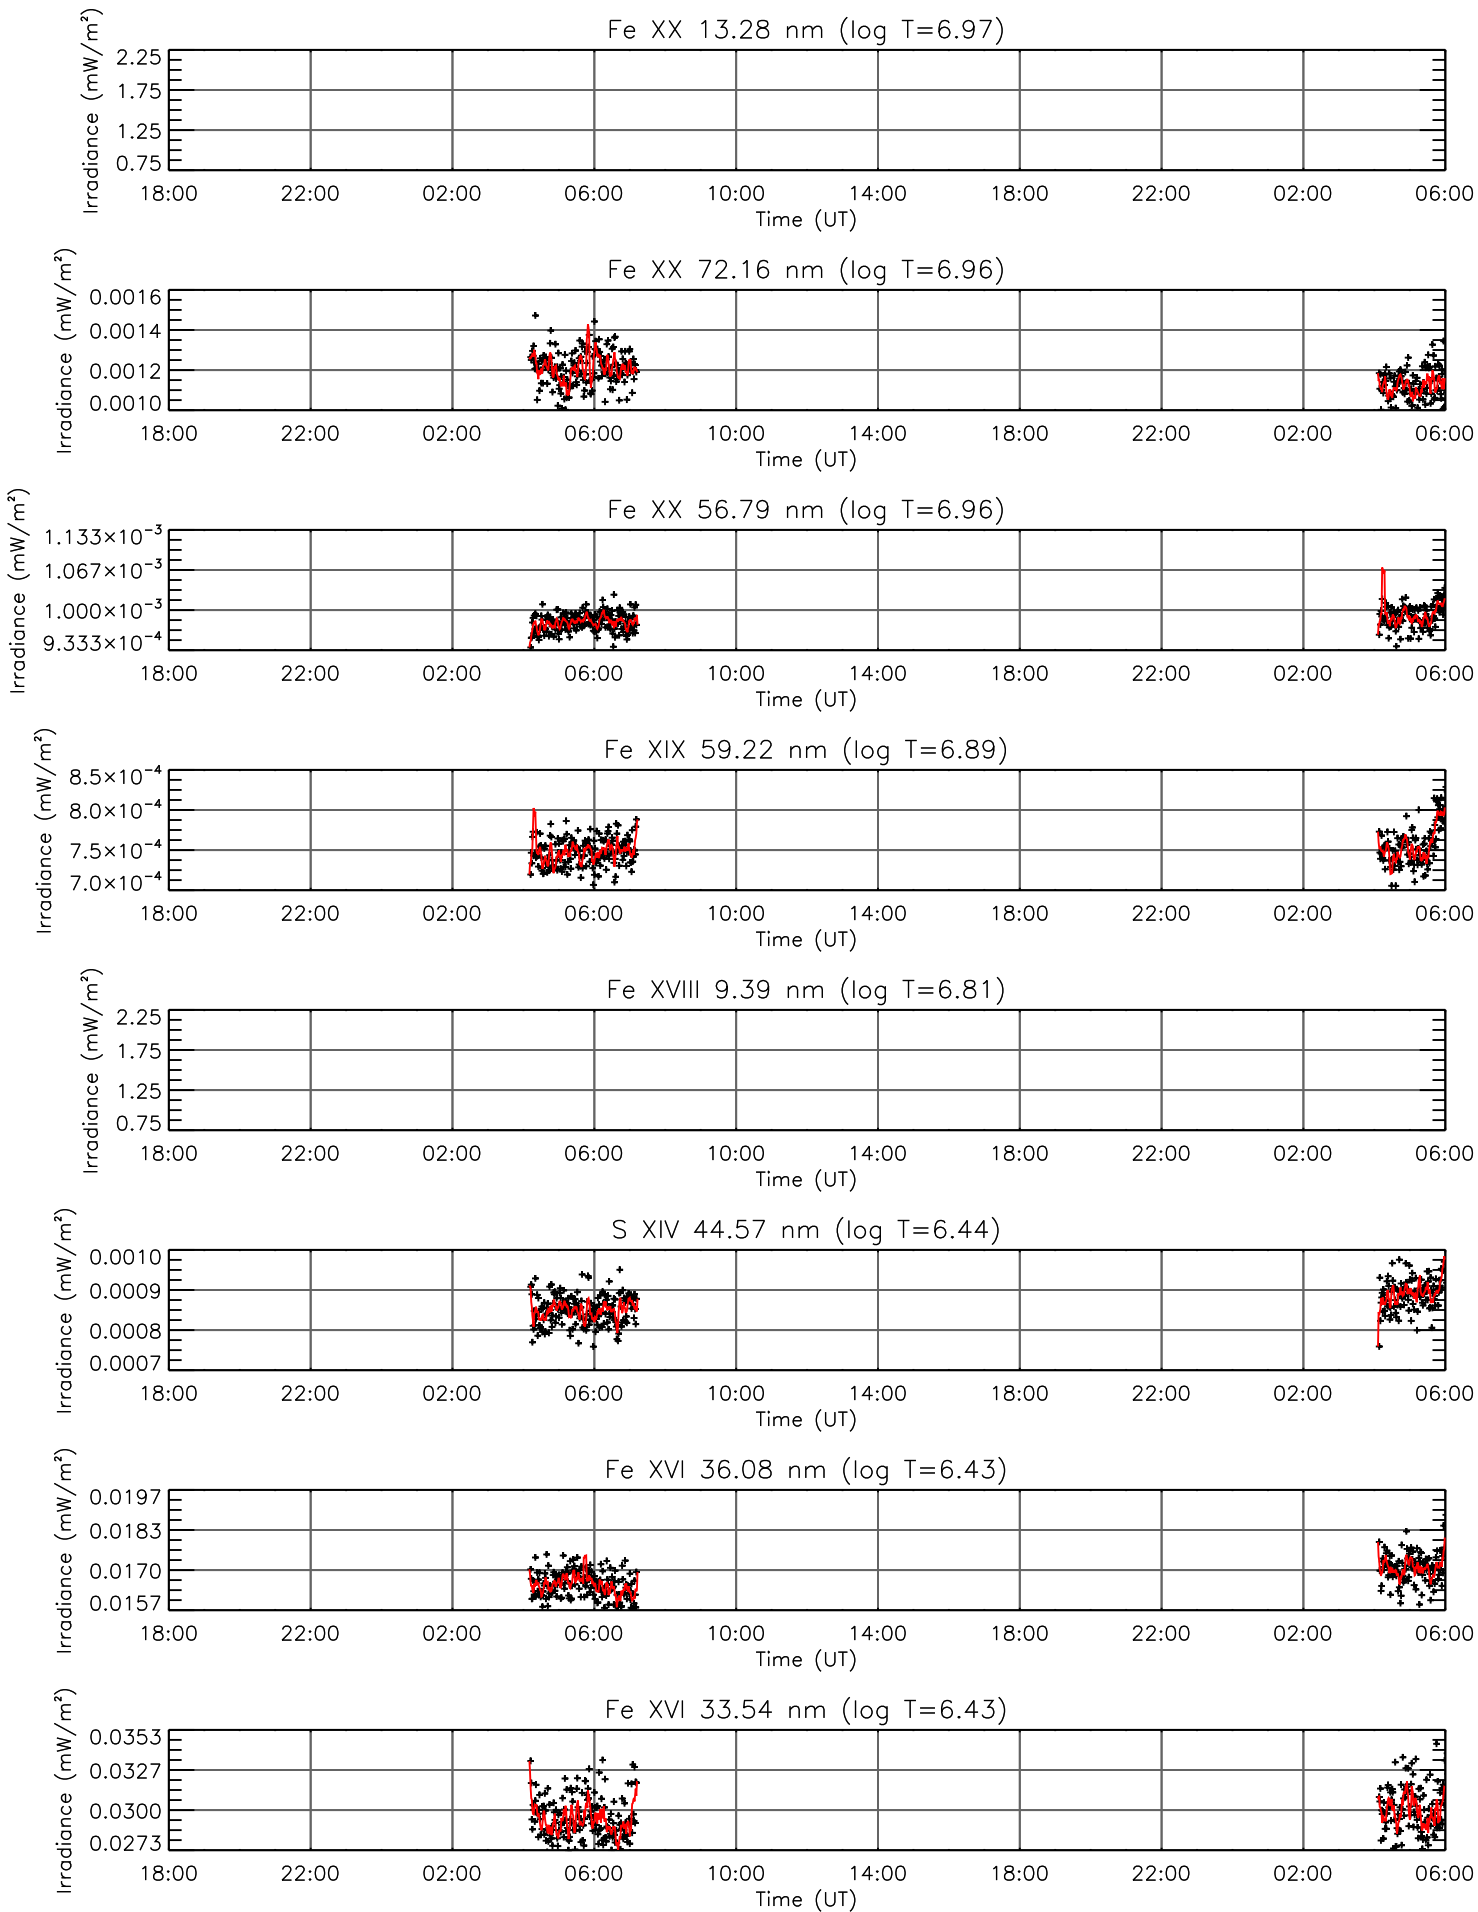 Fe XX 13.28 nm (log T=6.97)
Irradiance (mW/m²)
2.25
1.75
1.25
0.75
18:00 22:00 02:00 06:00 10:00 14:00 18:00 22:00 02:00 06:00
Time (UT)
Fe XX 72.16 nm (log T=6.96)
Irradiance (mW/m²)
0.0016
0.0014
0.0012
0.0010
18:00 22:00 02:00 06:00 10:00 14:00 18:00 22:00 02:00 06:00
Time (UT)
Fe XX 56.79 nm (log T=6.96)
Irradiance (mW/m²)
1.133×10⁻³
1.067×10⁻³
1.000×10⁻³
9.333×10⁻⁴
18:00 22:00 02:00 06:00 10:00 14:00 18:00 22:00 02:00 06:00
Time (UT)
Fe XIX 59.22 nm (log T=6.89)
Irradiance (mW/m²)
8.5×10⁻⁴
8.0×10⁻⁴
7.5×10⁻⁴
7.0×10⁻⁴
18:00 22:00 02:00 06:00 10:00 14:00 18:00 22:00 02:00 06:00
Time (UT)
Fe XVIII 9.39 nm (log T=6.81)
Irradiance (mW/m²)
2.25
1.75
1.25
0.75
18:00 22:00 02:00 06:00 10:00 14:00 18:00 22:00 02:00 06:00
Time (UT)
S XIV 44.57 nm (log T=6.44)
Irradiance (mW/m²)
0.0010
0.0009
0.0008
0.0007
18:00 22:00 02:00 06:00 10:00 14:00 18:00 22:00 02:00 06:00
Time (UT)
Fe XVI 36.08 nm (log T=6.43)
Irradiance (mW/m²)
0.0197
0.0183
0.0170
0.0157
18:00 22:00 02:00 06:00 10:00 14:00 18:00 22:00 02:00 06:00
Time (UT)
Fe XVI 33.54 nm (log T=6.43)
Irradiance (mW/m²)
0.0353
0.0327
0.0300
0.0273
18:00 22:00 02:00 06:00 10:00 14:00 18:00 22:00 02:00 06:00
Time (UT)